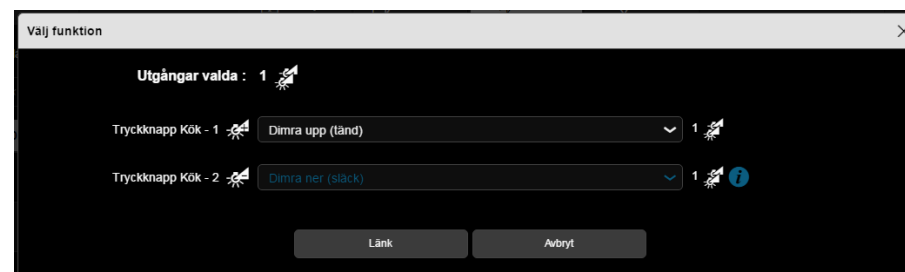 Välj funktion
Utgångar valda : 1
Tryckknapp Kök - 1 Dimra upp (tänd) 1
Tryckknapp Kök - 2 Dimra ner (släck) 1 i
Länk Avbryt